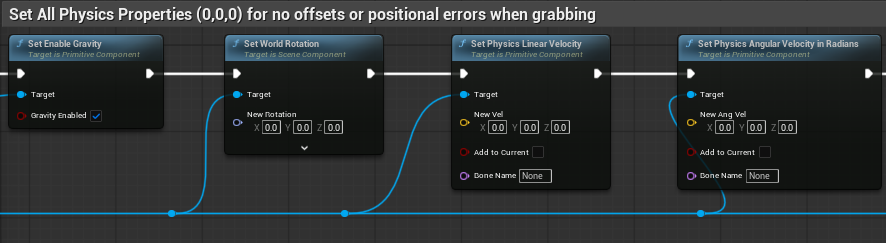 Set All Physics Properties (0,0,0) for no offsets or positional errors when grabbing
f Set Enable Gravity
Target is Primitive Component
Target
Gravity Enabled
f Set World Rotation
Target is Scene Component
Target
New Rotation
X 0.0 Y 0.0 Z 0.0
f Set Physics Linear Velocity
Target is Primitive Component
Target
New Vel
X 0.0 Y 0.0 Z 0.0
Add to Current
Bone Name None
f Set Physics Angular Velocity in Radians
Target is Primitive Component
Target
New Ang Vel
X 0.0 Y 0.0 Z 0.0
Add to Current
Bone Name None